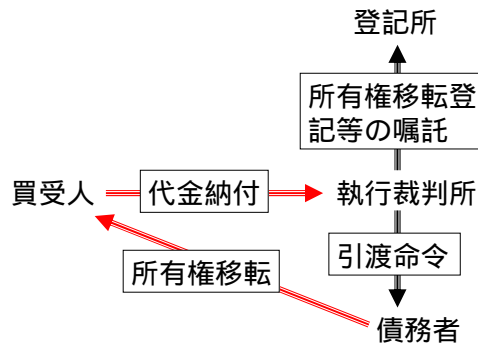 登記所
所有権移転登
記等の嘱託
買受人
代金納付
執行裁判所
引渡命令
所有権移転
債務者